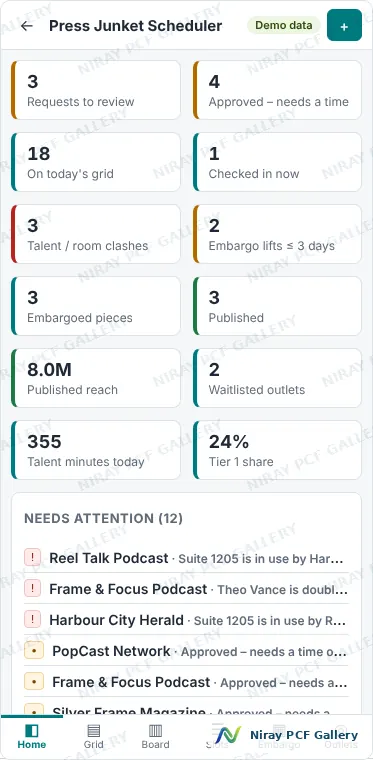 ← Press Junket Scheduler Demo data +
3
Requests to review
4
Approved – needs a time
18
On today's grid
1
Checked in now
3
Talent / room clashes
2
Embargo lifts ≤ 3 days
3
Embargoed pieces
3
Published
8.0M
Published reach
2
Waitlisted outlets
355
Talent minutes today
24%
Tier 1 share
NEEDS ATTENTION (12)
! Reel Talk Podcast · Suite 1205 is in use by Har...
! Frame & Focus Podcast · Theo Vance is doubl...
! Harbour City Herald · Suite 1205 is in use by R...
• PopCast Network · Approved – needs a time o...
• Frame & Focus Podcast · Approved – needs a...
Silver Frame Magazine · Approved – needs a...
Home Grid Board Embargo
Niray PCF Gallery
NIRAY PCF GALLERY